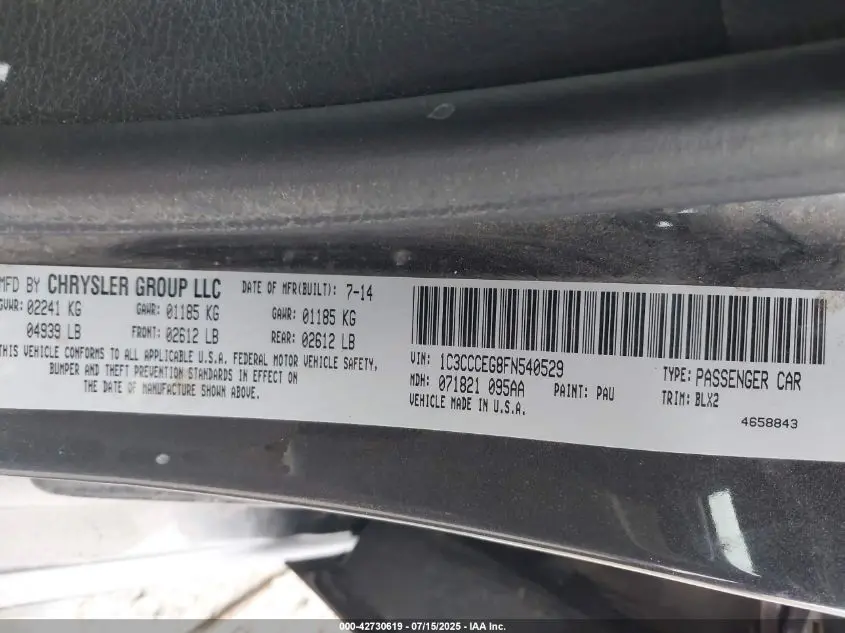 MFD BY CHRYSLER GROUP LLC DATE OF MFR(BUILT): 7-14
GVWR: 02241 KG GAWR: 01185 KG GAWR: 01185 KG
04939 LB FRONT: 02612 LB REAR: 02612 LB
THIS VEHICLE CONFORMS TO ALL APPLICABLE U.S.A. FEDERAL MOTOR VEHICLE SAFETY,
BUMPER AND THEFT PREVENTION STANDARDS IN EFFECT ON
THE DATE OF MANUFACTURE SHOWN ABOVE.
VIN: 1C3CCCEG8FN540529 TYPE: PASSENGER CAR
MDH: 071821 095AA PAINT: PAU TRIM: BLX2
VEHICLE MADE IN U.S.A.
4658843
000-42730619 - 07/15/2025 - IAA Inc.